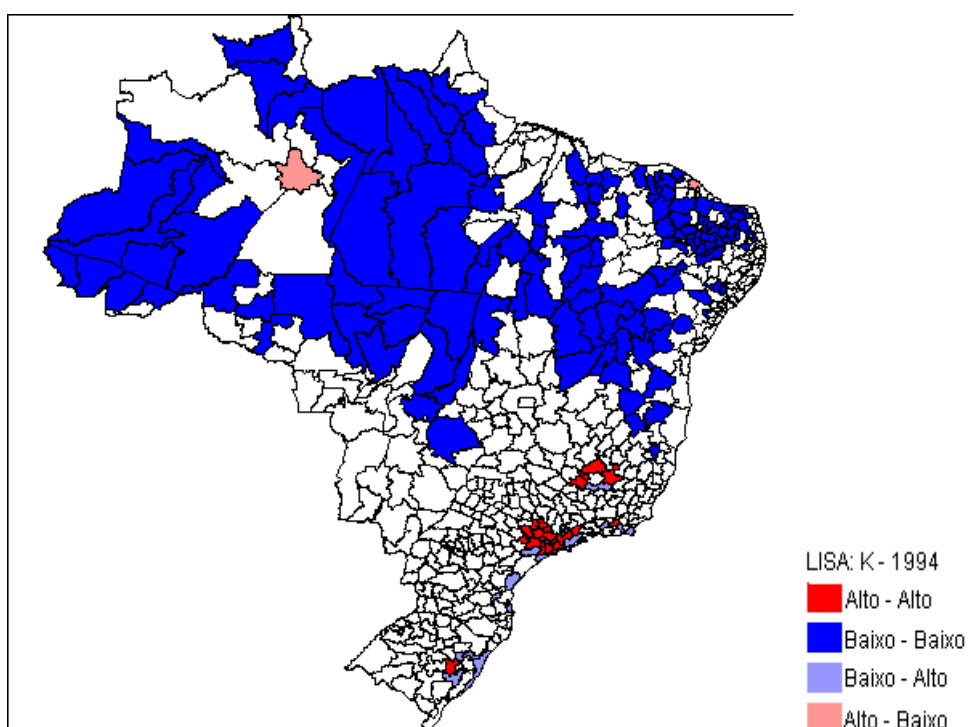 LISA: K - 1994
Alto - Alto
Baixo - Baixo
Baixo - Alto
Alto - Baixo